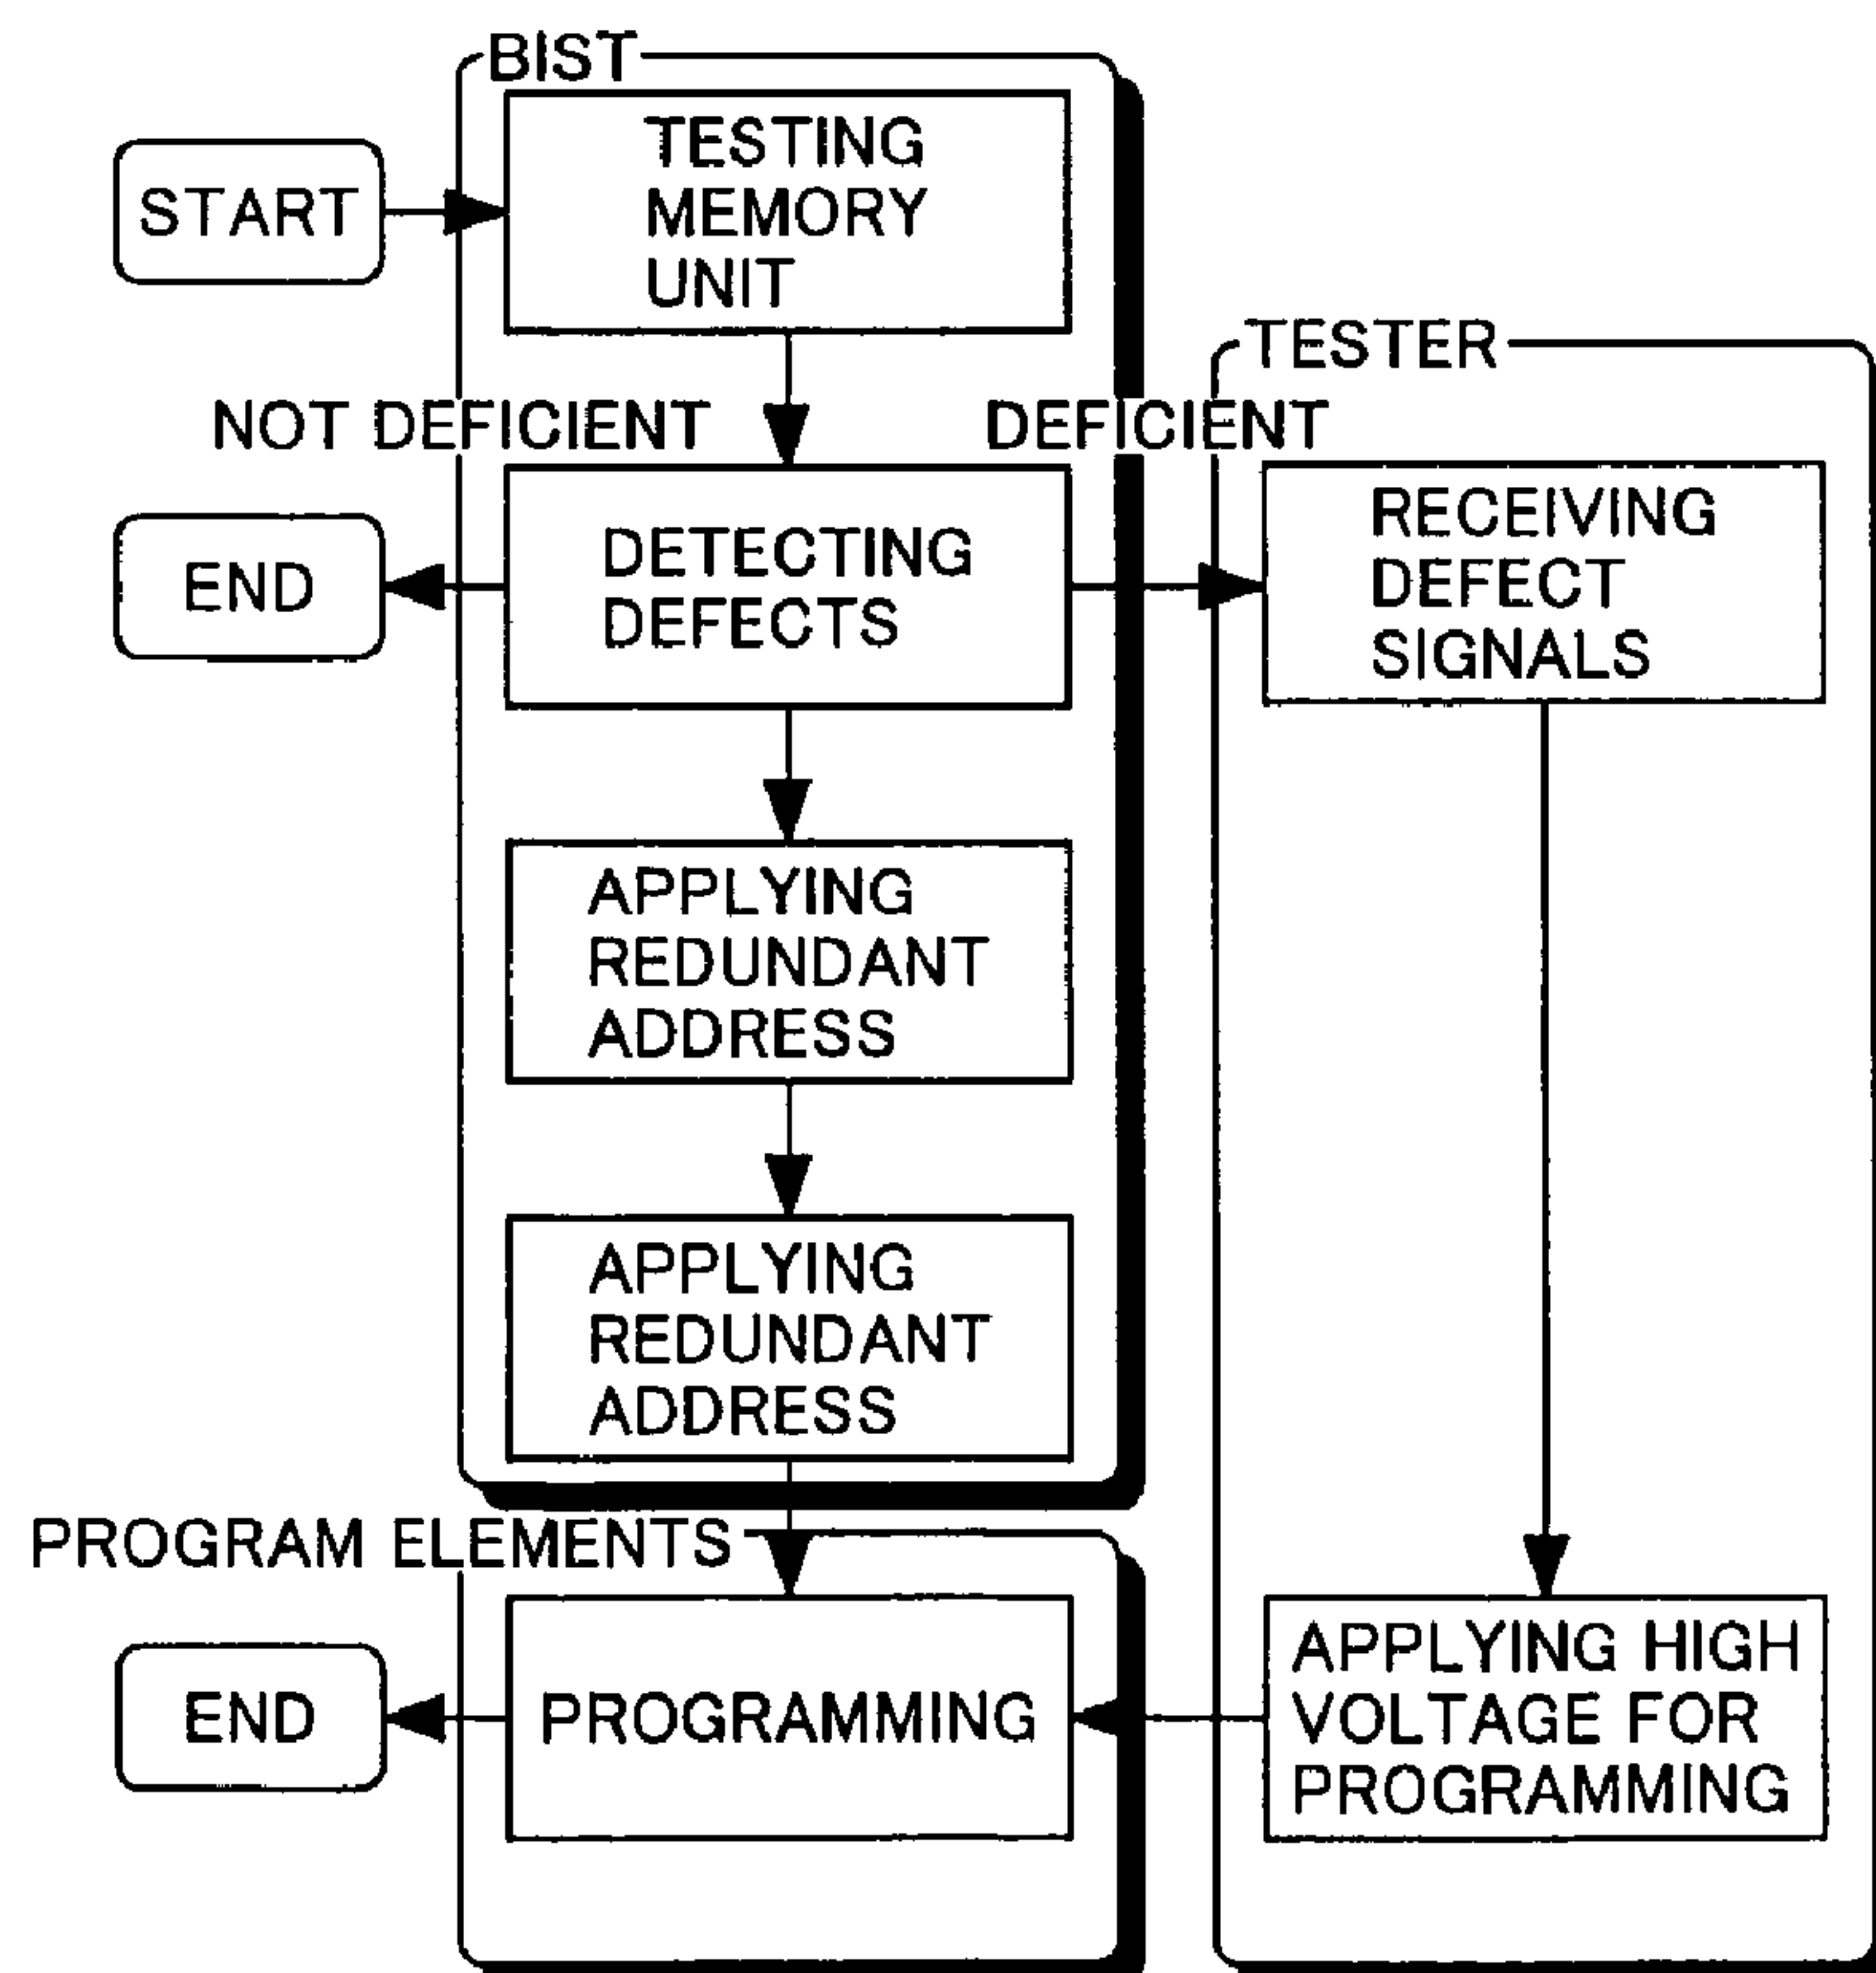 BIST
START
TESTING
MEMORY
UNIT
TESTER
NOT DEFICIENT
DEFICIENT
END
DETECTING
DEFECTS
RECEIVING
DEFECT
SIGNALS
APPLYING
REDUNDANT
ADDRESS
APPLYING
REDUNDANT
ADDRESS
PROGRAM ELEMENTS
END
PROGRAMMING
APPLYING HIGH
VOLTAGE FOR
PROGRAMMING